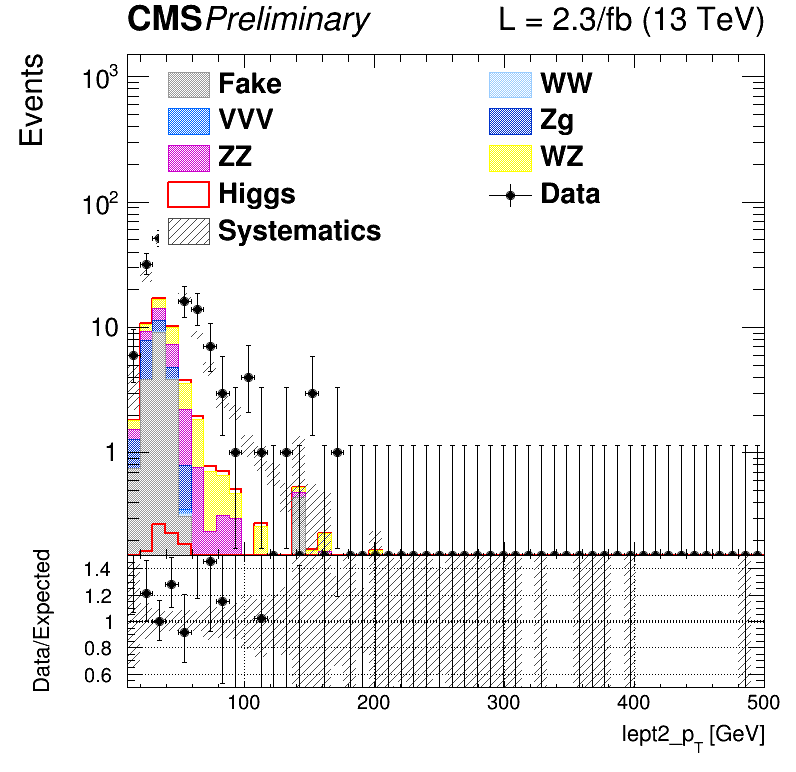 CMS Preliminary L = 2.3/fb (13 TeV)
Events
10³
10²
10
1
Fake
VVV
ZZ
Higgs
Systematics
WW
Zg
WZ
Data
Data/Expected
1.4
1.2
1
0.8
0.6
100 200 300 400 500
lept2_p_T [GeV]